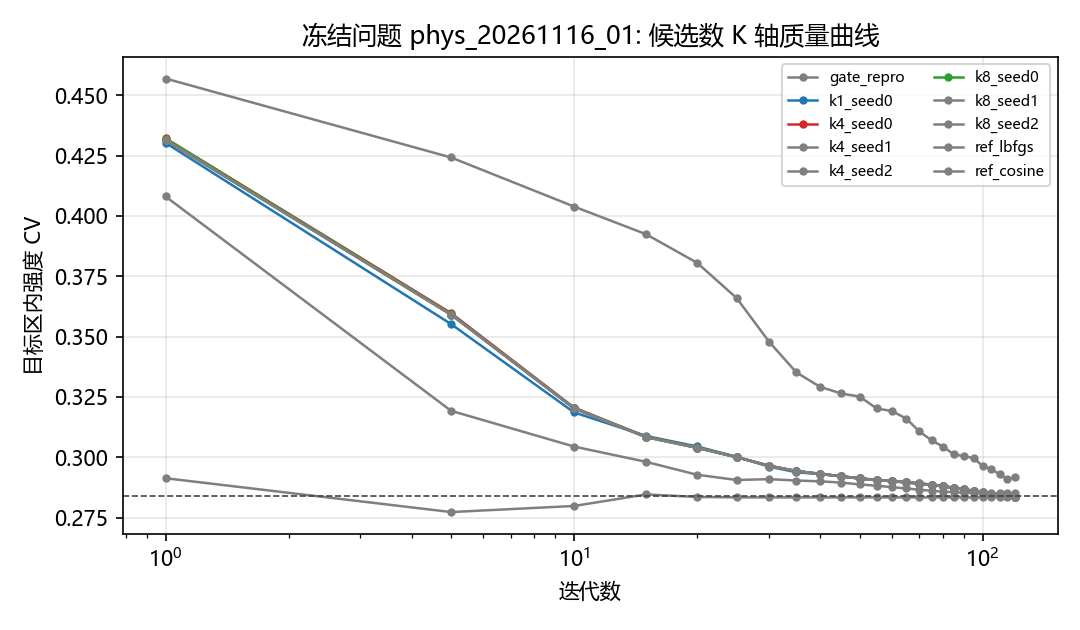 冻结问题 phys_20261116_01: 候选数 K 轴质量曲线
目标区内强度 CV
0.450
0.425
0.400
0.375
0.350
0.325
0.300
0.275
gate_repro
k1_seed0
k4_seed0
k4_seed1
k4_seed2
k8_seed0
k8_seed1
k8_seed2
ref_lbfgs
ref_cosine
10⁰
10¹
10²
迭代数